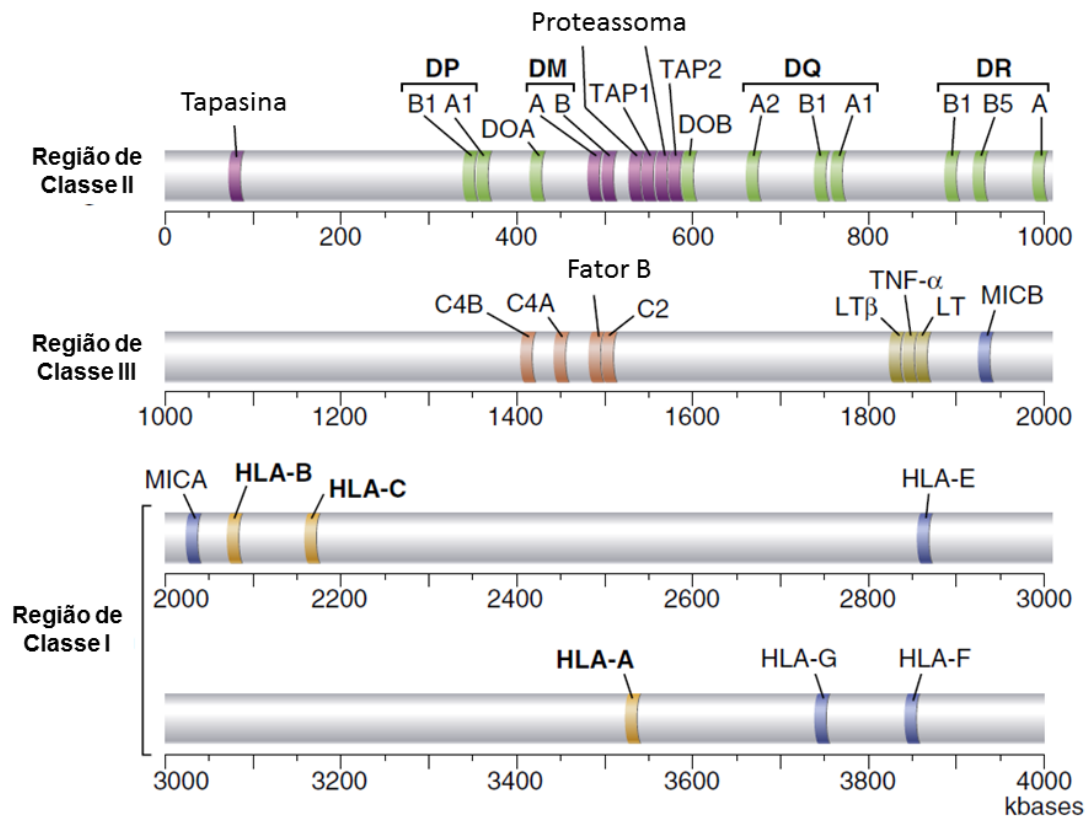 Proteassoma
DP DM TAP2 DQ DR
Tapasina B1 A1 A B TAP1 A2 B1 A1 B1 B5 A
DOA DOB
Região de
Classe II
0 200 400 600 800 1000
Fator B
TNF-α
C4B C4A C2 LTβ LT MICB
Região de
Classe III
1000 1200 1400 1600 1800 2000
MICA HLA-B HLA-C HLA-E
2000 2200 2400 2600 2800 3000
Região de
Classe I
HLA-A HLA-G HLA-F
3000 3200 3400 3600 3800 4000
kbases